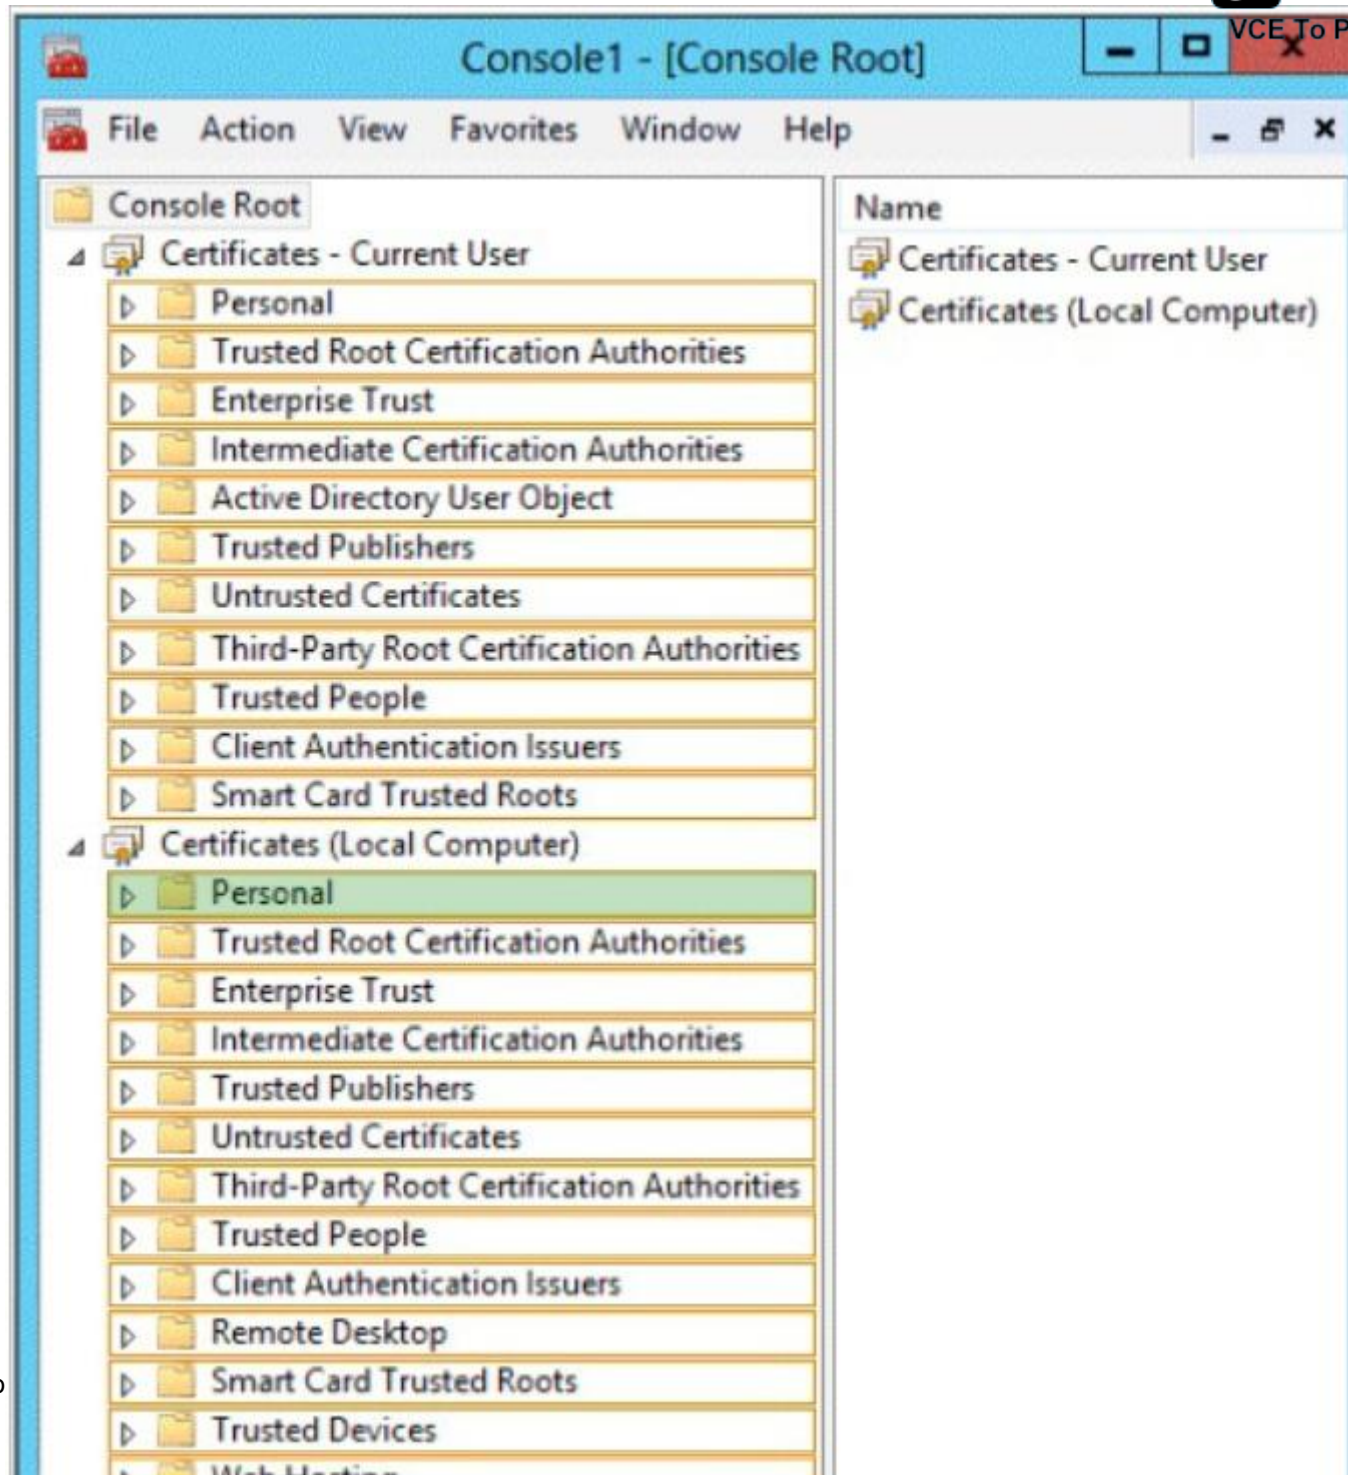 VCE To P
Console1 - [Console Root]
File Action View Favorites Window Help
Console Root
Certificates - Current User
Personal
Trusted Root Certification Authorities
Enterprise Trust
Intermediate Certification Authorities
Active Directory User Object
Trusted Publishers
Untrusted Certificates
Third-Party Root Certification Authorities
Trusted People
Client Authentication Issuers
Smart Card Trusted Roots
Certificates (Local Computer)
Personal
Trusted Root Certification Authorities
Enterprise Trust
Intermediate Certification Authorities
Trusted Publishers
Untrusted Certificates
Third-Party Root Certification Authorities
Trusted People
Client Authentication Issuers
Remote Desktop
Smart Card Trusted Roots
Trusted Devices
Web Hosting
Name
Certificates - Current User
Certificates (Local Computer)